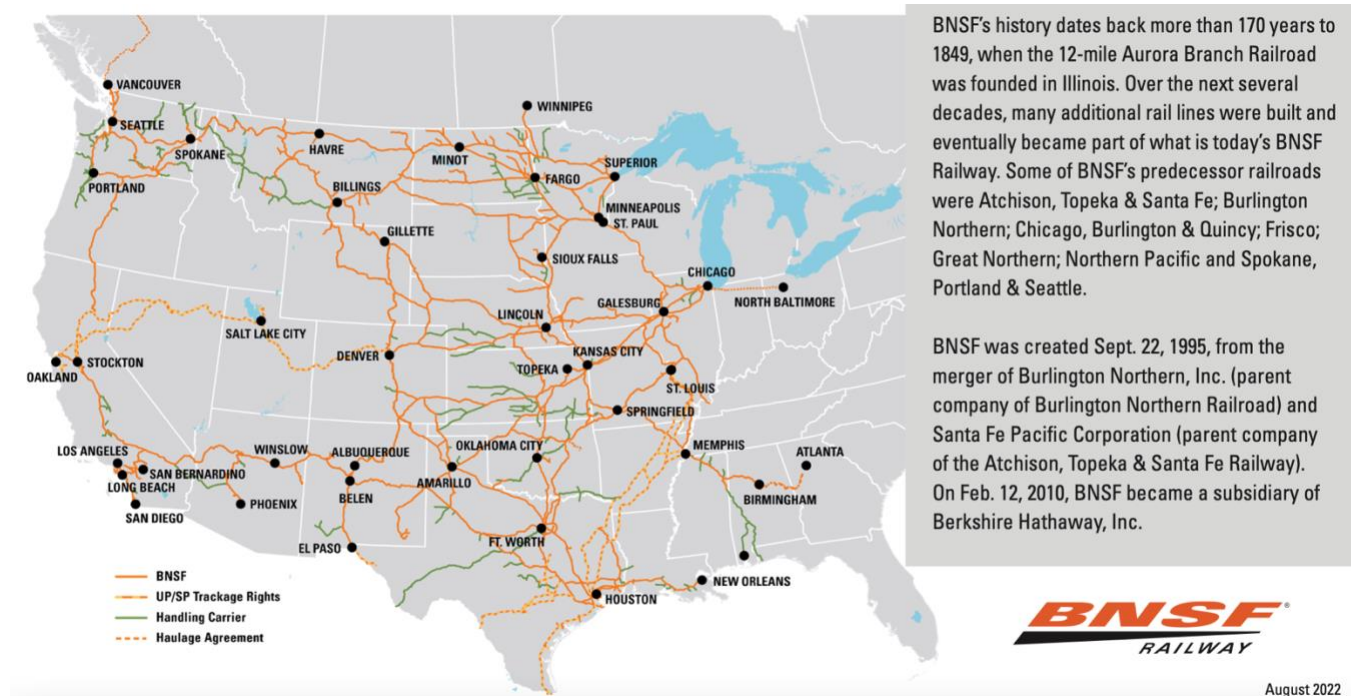 BNSF's history dates back more than 170 years to
1849, when the 12-mile Aurora Branch Railroad
was founded in Illinois. Over the next several
decades, many additional rail lines were built and
eventually became part of what is today's BNSF
Railway. Some of BNSF's predecessor railroads
were Atchison, Topeka & Santa Fe; Burlington
Northern; Chicago, Burlington & Quincy; Frisco;
Great Northern; Northern Pacific and Spokane,
Portland & Seattle.
BNSF was created Sept. 22, 1995, from the
merger of Burlington Northern, Inc. (parent
company of Burlington Northern Railroad) and
Santa Fe Pacific Corporation (parent company
of the Atchison, Topeka & Santa Fe Railway).
On Feb. 12, 2010, BNSF became a subsidiary of
Berkshire Hathaway, Inc.
VANCOUVER
WINNIPEG
SEATTLE
SPOKANE
HAVRE
MINOT
SUPERIOR
PORTLAND
BILLINGS
FARGO
MINNEAPOLIS
ST. PAUL
GILLETTE
SIOUX FALLS
CHICAGO
GALESBURG
NORTH BALTIMORE
LINCOLN
SALT LAKE CITY
DENVER
KANSAS CITY
TOPEKA
STOCKTON
OAKLAND
ST. LOUIS
SPRINGFIELD
LOS ANGELES
WINSLOW
ALBUQUERQUE
OKLAHOMA CITY
MEMPHIS
ATLANTA
SAN BERNARDINO
LONG BEACH
AMARILLO
BELEN
BIRMINGHAM
PHOENIX
SAN DIEGO
EL PASO
FT. WORTH
NEW ORLEANS
HOUSTON
BNSF
UP/SP Trackage Rights
Handling Carrier
Haulage Agreement
BNSF®
RAILWAY
August 2022